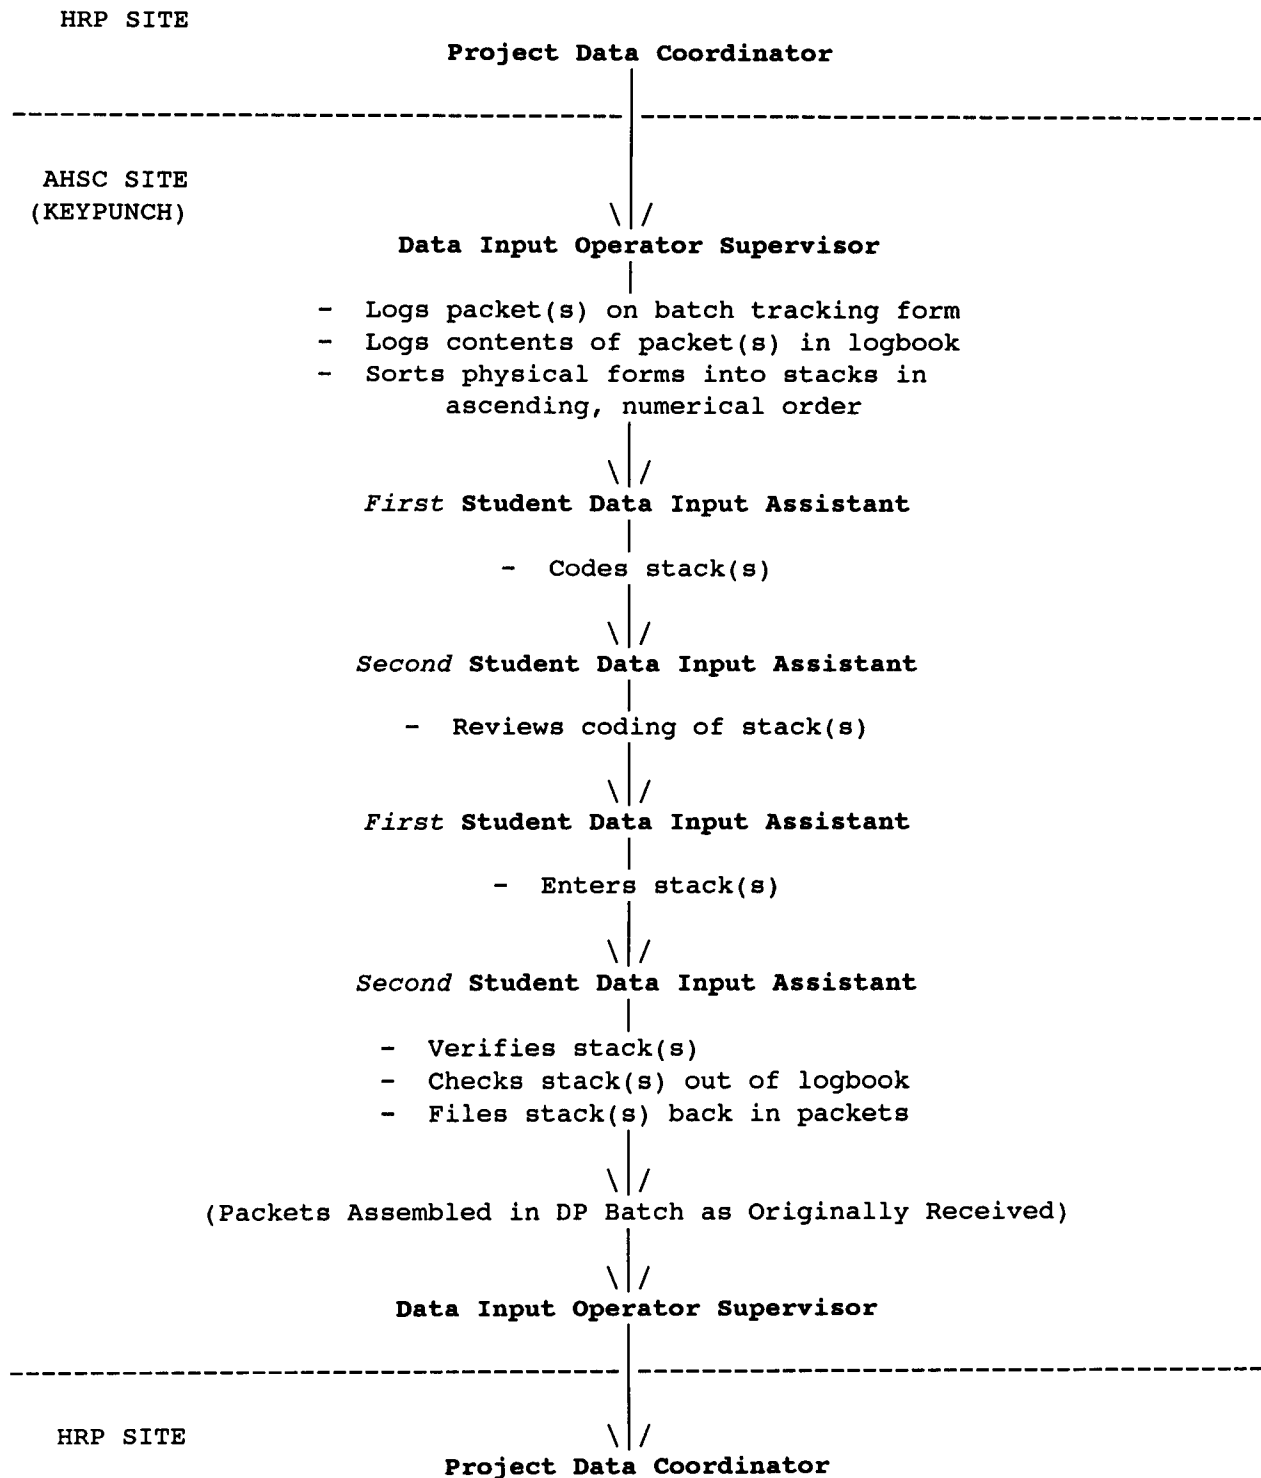 HRP SITE
Project Data Coordinator
AHSC SITE
(KEYPUNCH)
Data Input Operator Supervisor
- Logs packet(s) on batch tracking form
- Logs contents of packet(s) in logbook
- Sorts physical forms into stacks in
ascending, numerical order
First Student Data Input Assistant
- Codes stack(s)
Second Student Data Input Assistant
- Reviews coding of stack(s)
First Student Data Input Assistant
- Enters stack(s)
Second Student Data Input Assistant
- Verifies stack(s)
- Checks stack(s) out of logbook
- Files stack(s) back in packets
(Packets Assembled in DP Batch as Originally Received)
Data Input Operator Supervisor
HRP SITE
Project Data Coordinator